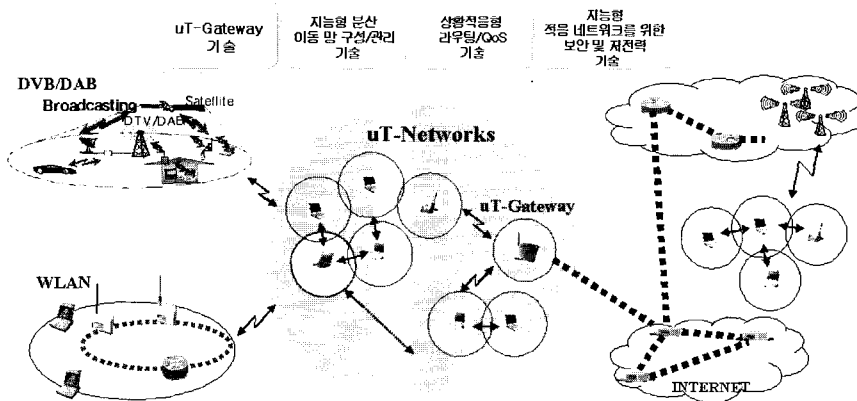 uT-Gateway
기술
지능형 분산
이동 망 구성/관리
기술
상황적응형
라우팅/QoS
기술
지능형
적응 네트워크를 위한
보안 및 저전력
기술
DVB/DAB
Broadcasting
Satellite
DTV/DAB
uT-Networks
uT-Gateway
WLAN
INTERNET